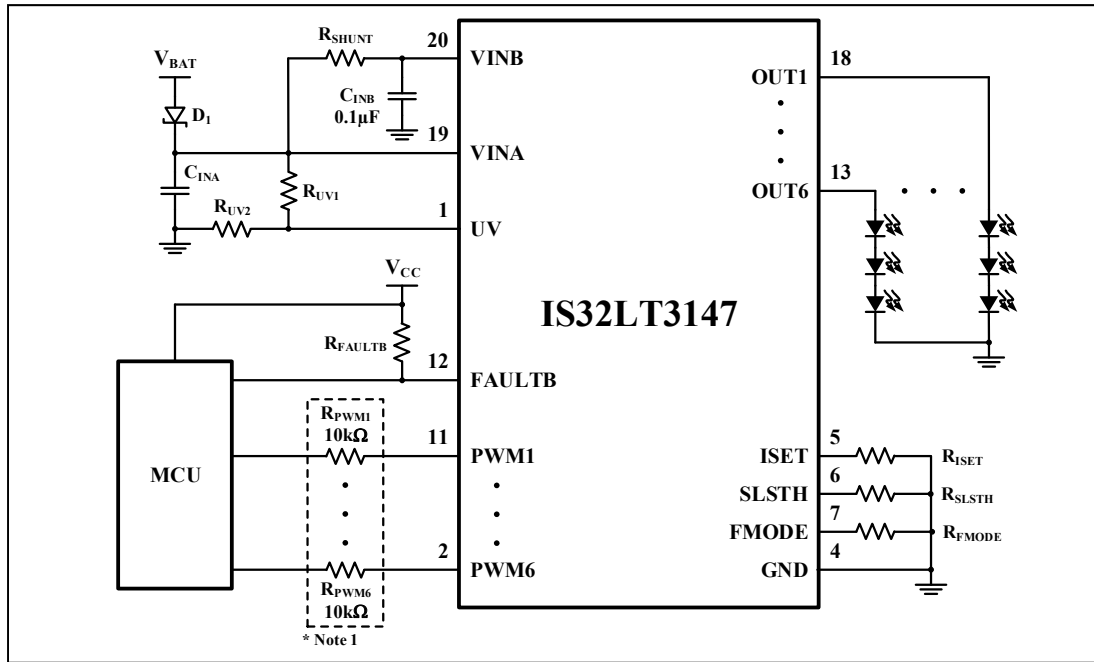 RSHUNT
20
VINB
VBAT
CINB
0.1µF
D1
19
VINA
CINA
RUV1
RUV2
1
UV
VCC
RFAULTB
12
FAULTB
MCU
RPWM1
10kΩ
11
PWM1
2
PWM6
RPWM6
10kΩ
* Note 1
IS32LT3147
18
OUT1
13
OUT6
5
ISET
RISET
6
SLSTH
RSLSTH
7
FMODE
RFMODE
4
GND